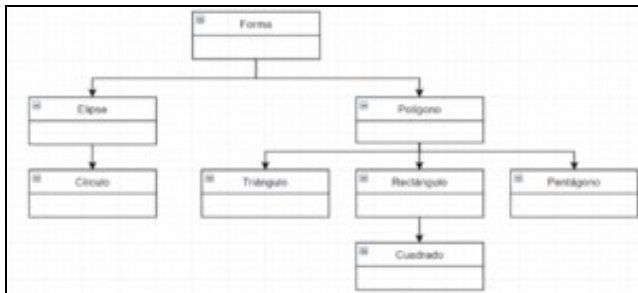 Forma
Elipse
Polígono
Círculo
Triángulo
Rectángulo
Pentágono
Cuadrado